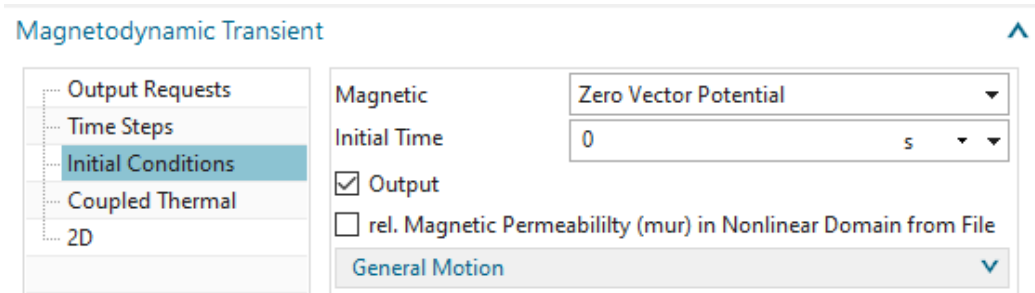 Magnetodynamic Transient
Output Requests
Time Steps
Initial Conditions
Coupled Thermal
2D
Magnetic Zero Vector Potential
Initial Time 0 s
Output
rel. Magnetic Permeabililty (mur) in Nonlinear Domain from File
General Motion